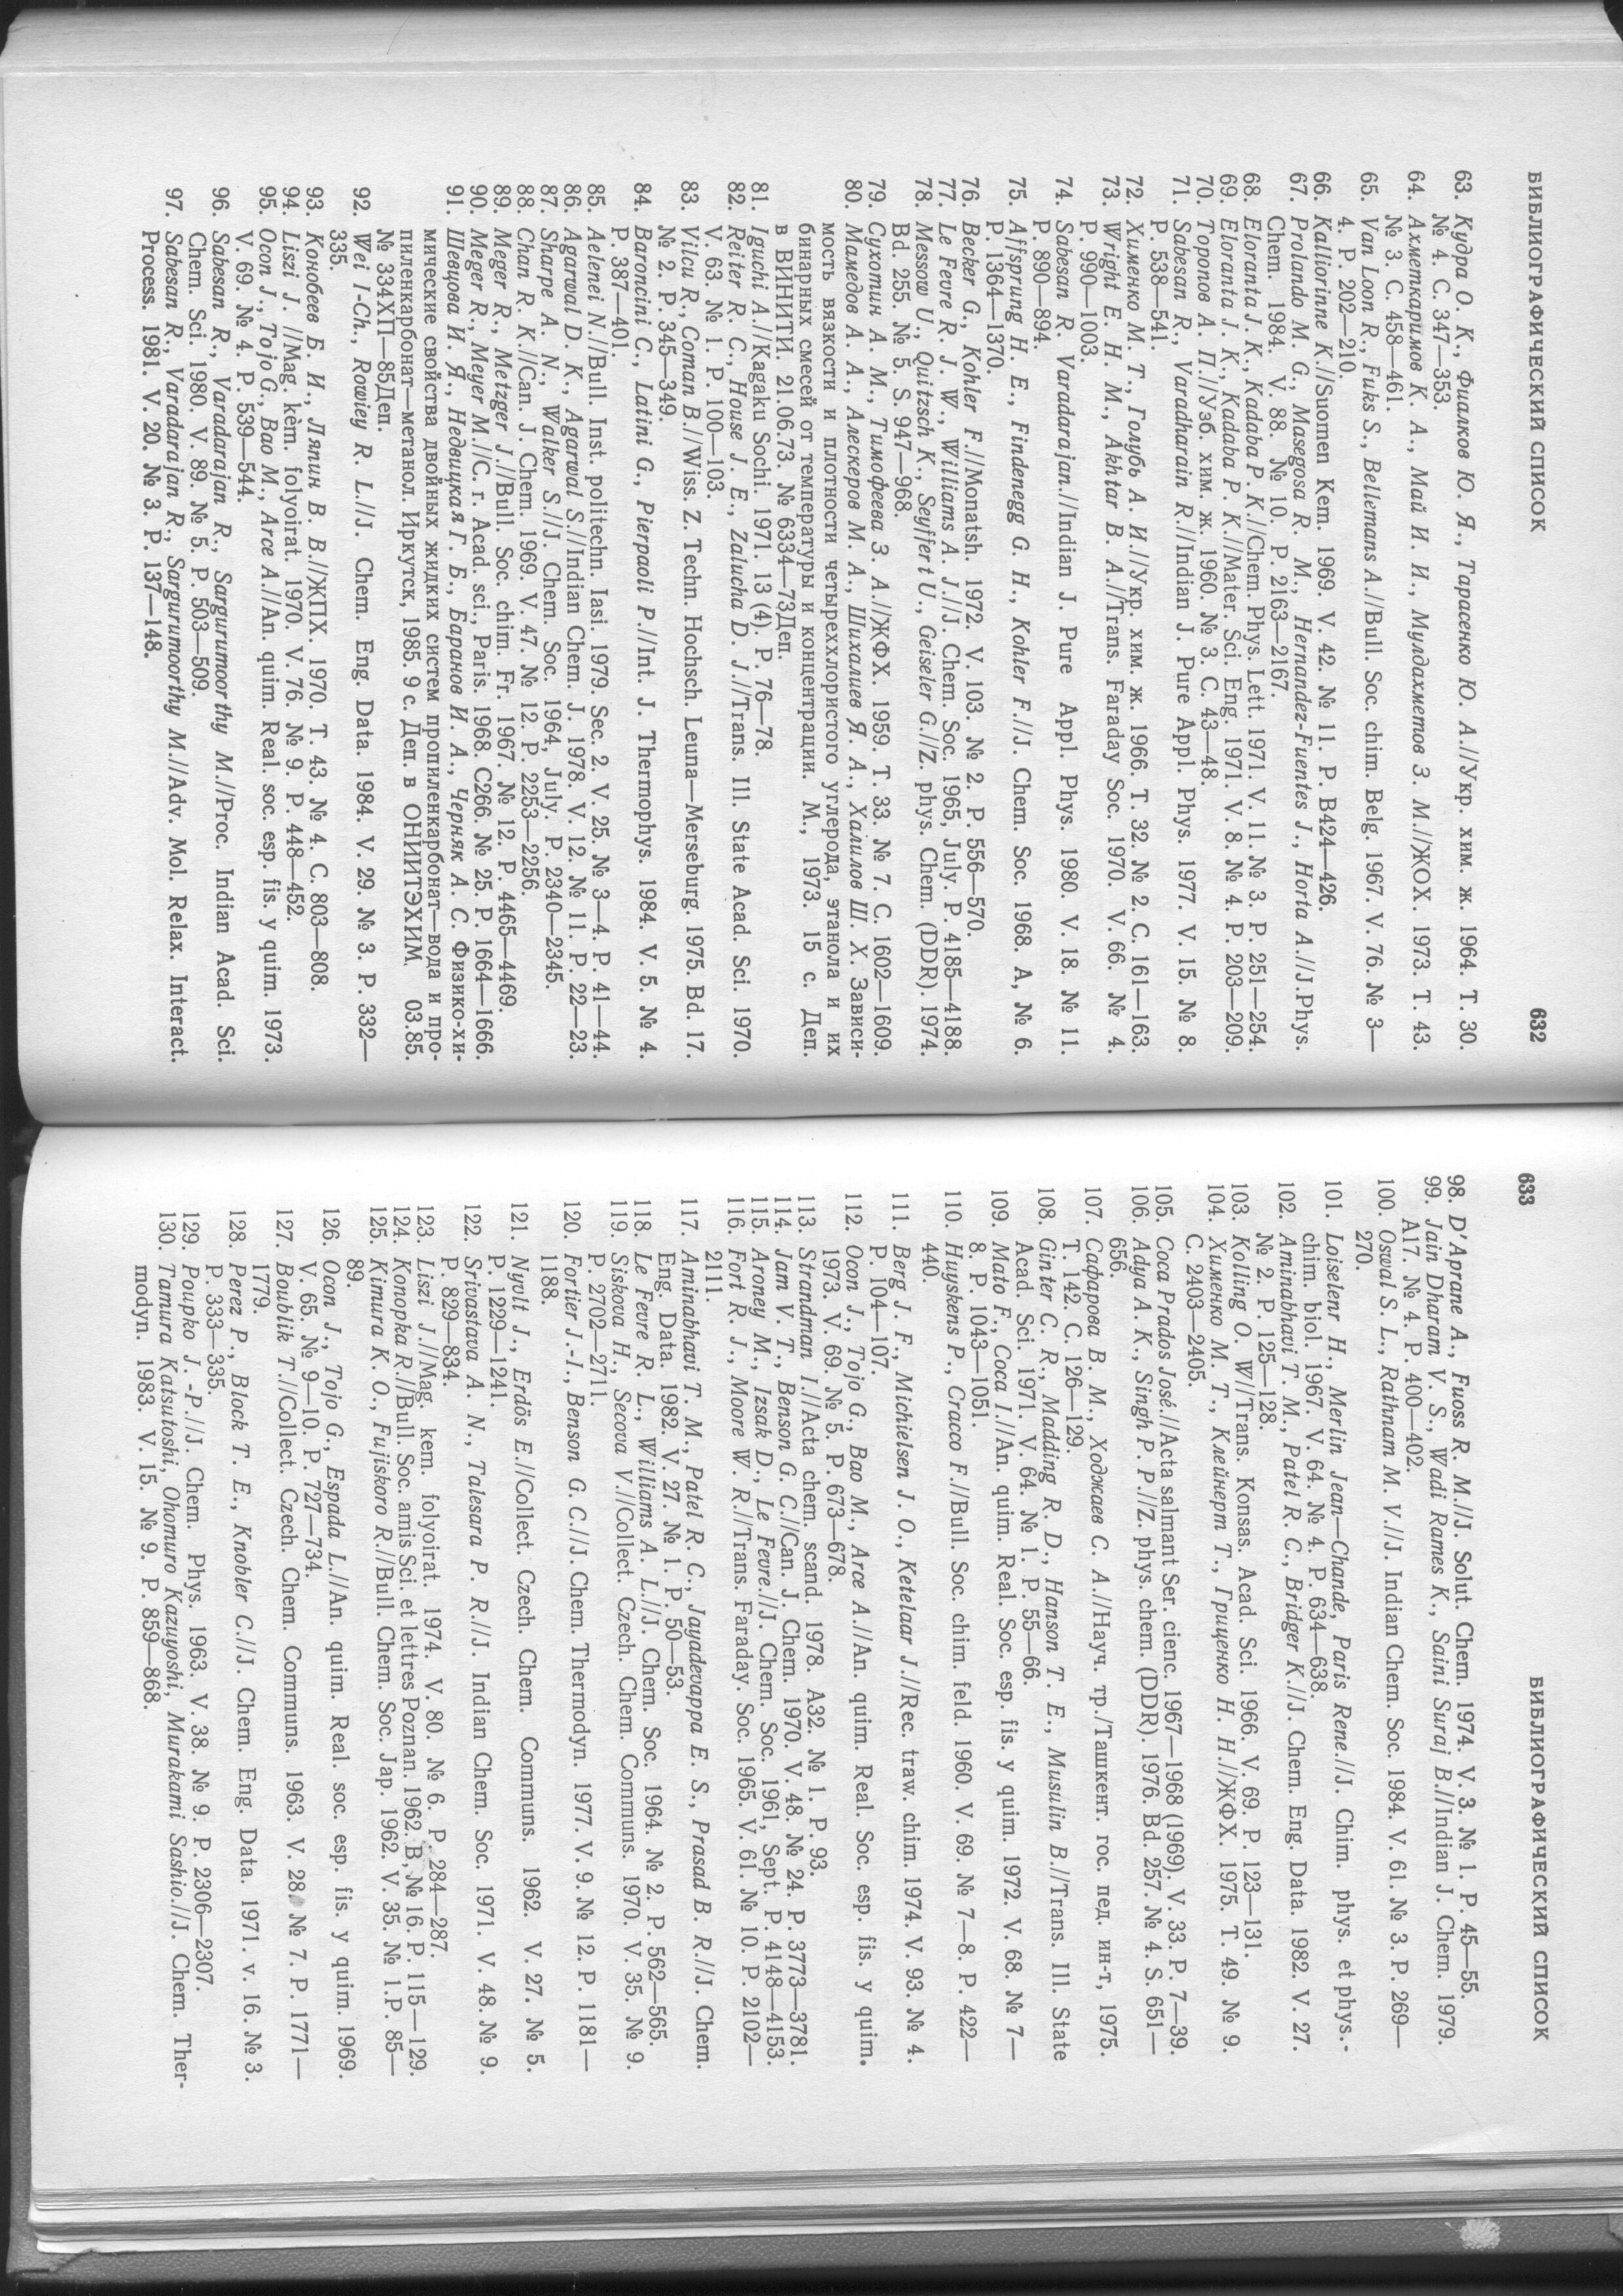 БИБЛИОГРАФИЧЕСКИЙ СПИСОК 632
63. Кудра О. К., Фиалков Ю. Я., Тарасенко Ю. А.//Укр. хим. ж. 1964. Т. 30.
№ 4. С. 347—353.
64. Ахметкаримов К. А., Май И. И., Мулдахметов З. М.//ЖОХ. 1973. Т. 43.
№ 3. С. 458—461.
65. Van Loon R., Fuks S., Bellemans A.//Bull. Soc. chim. Belg. 1967. V. 76. № 3—
4. P. 202—210.
66. Kalliorinne K.//Suomen Kem. 1969. V. 42. № 11. P. B424—426.
67. Prolando M. G., Masegosa R. M., Hernandez-Fuentes J., Horta A.//J.Phys.
Chem. 1984. V. 88. № 10. P. 2163—2167.
68. Eloranta J. K., Kadaba P. K.//Chem. Phys. Lett. 1971. V. 11. № 3. P. 251—254.
69. Eloranta J. K., Kadaba P. K.//Mater. Sci. Eng. 1971. V. 8. № 4. P. 203—209.
70. Торопов А. П.//Узб. хим. ж. 1960. № 3. С. 43—48.
71. Sabesan R., Varadharain R.//Indian J. Pure Appl. Phys. 1977. V. 15. № 8.
P. 538—541.
72. Хименко М. Т., Голубь А. И.//Укр. хим. ж. 1966. Т. 32. № 2. С. 161—163.
73. Wright E. H. M., Akhtar B. A.//Trans. Faraday Soc. 1970. V. 66. № 4.
P. 990—1003.
74. Sabesan R. Varadarajan.//Indian J. Pure Appl. Phys. 1980. V. 18. № 11.
P. 890—894.
75. Affsprung H. E., Findenegg G. H., Kohler F.//J. Chem. Soc. 1968. A, № 6.
P. 1364—1370.
76. Becker G., Kohler F.//Monatsh. 1972. V. 103. № 2. P. 556—570.
77. Le Fevre R. J. W., Williams A. J.//J. Chem. Soc. 1965, July. P. 4185—4188.
78. Messow U., Quitzsch K., Seyffert U., Geiseler G.//Z. phys. Chem. (DDR). 1974.
Bd. 255. № 5. S. 947—968.
79. Сухотин А. М., Тимофеева З. А.//ЖФХ. 1959. Т. 33. № 7. С. 1602—1609.
80. Мамедов А. А., Алескеров М. А., Шихалиев Я. А., Халилов Ш. Х. Зависи-
мость вязкости и плотности четыреххлористого углерода, этанола и их
бинарных смесей от температуры и концентрации. М., 1973. 15 с. Деп.
в ВИНИТИ. 21.06.73. № 6334—73Деп.
81. Iguchi A.//Kagaku Sochi. 1971. 13 (4). P. 76—78.
82. Reiter R. C., House J. E., Zalucha D. J.//Trans. Ill. State Acad. Sci. 1970.
V. 63. № 1. P. 100—103.
83. Vilcu R., Coman B.//Wiss. Z. Techn. Hochsch. Leuna—Merseburg. 1975. Bd. 17.
№ 2. P. 345—349.
84. Baroncini C., Latini G., Pierpaoli P.//Int. J. Thermophys. 1984. V. 5. № 4.
P. 387—401.
85. Aelenei N.//Bull. Inst. politechn. Iasi. 1979. Sec. 2. V. 25. № 3—4. P. 41—44.
86. Agarwal D. K., Agarwal S.//Indian Chem. J. 1978. V. 12. № 11. P. 22—23.
87. Sharpe A. N., Walker S.//J. Chem. Soc. 1964, July. P. 2340—2345.
88. Chan R. K.//Can. J. Chem. 1969. V. 47. № 12. P. 2253—2256.
89. Meger R., Metzger J.//Bull. Soc. chim. Fr. 1967. № 12. P. 4465—4469.
90. Meger R., Meyer M.//C. r. Acad. sci., Paris. 1968. C266. № 25. P. 1664—1666.
91. Шевцова И. Я., Недвицкая Г. Б., Баранов И. А., Черняк А. С. Физико-хи-
мические свойства двойных жидких систем пропиленкарбонат—вода и про-
пиленкарбонат—метанол. Иркутск, 1985. 9 с. Деп. в ОНИИТЭХИМ. 03.85.
№ 334ХП—85Деп.
92. Wei I-Ch., Rowiey R. L.//J. Chem. Eng. Data. 1984. V. 29. № 3. P. 332—
335.
93. Конобеев Б. И., Ляпин В. В.//ЖПХ. 1970. Т. 43. № 4. С. 803—808.
94. Liszi J. //Mag. kèm. folyoirat. 1970. V. 76. № 9. P. 448—452.
95. Ocon J., Tojo G., Bao M., Arce A.//An. quim. Real. soc. esp. fis. y quim. 1973.
V. 69. № 4. P. 539—544.
96. Sabesan R., Varadarajan R., Sargurumoorthy M.//Proc. Indian Acad. Sci.
Chem. Sci. 1980. V. 89. № 5. P. 503—509.
97. Sabesan R., Varadarajan R., Sargurumoorthy M.//Adv. Mol. Relax. Interact.
Process. 1981. V. 20. № 3. P. 137—148.
633 БИБЛИОГРАФИЧЕСКИЙ СПИСОК
98. D'Aprane A., Fuoss R. M.//J. Solut. Chem. 1974. V. 3. № 1. P. 45—55.
99. Jain Dharam V. S., Wadi Rames K., Saini Suraj B.//Indian J. Chem. 1979.
A17. № 4. P. 400—402.
100. Oswal S. L., Rathnam M. V.//J. Indian Chem. Soc. 1984. V. 61. № 3. P. 269—
270.
101. Loiselenr H., Merlin Jean—Chande, Paris Rene.//J. Chim. phys. et phys.-
chim. biol. 1967. V. 64. № 4. P. 634—638.
102. Aminabhavi T. M., Patel R. C., Bridger K.//J. Chem. Eng. Data. 1982. V. 27.
№ 2. P. 125—128.
103. Kolling O. W//Trans. Konsas. Acad. Sci. 1966. V. 69. P. 123—131.
104. Хименко М. Т., Клейнерт Т., Гриценко Н. Н.//ЖФХ. 1975. Т. 49. № 9.
С. 2403—2405.
105. Coca Prados José.//Acta salmant Ser. cienc. 1967—1968 (1969). V. 33. P. 7—39.
106. Adya A. K., Singh P. P.//Z. phys. chem. (DDR). 1976. Bd. 257. № 4. S. 651—
656.
107. Сафарова В. М., Ходжаев С. А.//Науч. тр./Ташкент. гос. пед. ин-т, 1975.
Т. 142. С. 126—129.
108. Ginter C. R., Madding R. D., Hanson T. E., Musulin B.//Trans. Ill. State
Acad. Sci. 1971. V. 64. № 1. P. 55—66.
109. Mato F., Coca I.//An. quim. Real. Soc. esp. fis. y quim. 1972. V. 68. № 7—
8. P. 1043—1051.
110. Huyskens P., Cracco F.//Bull. Soc. chim. feld. 1960. V. 69. № 7—8. P. 422—
440.
111. Berg J. F., Michielsen J. O., Ketelaar J.//Rec. traw. chim. 1974. V. 93. № 4.
P. 104—107.
112. Ocon J., Tojo G., Bao M., Arce A.//An. quim. Real. Soc. esp. fis. y quim.
1973. V. 69. № 5. P. 673—678.
113. Strandman I.//Acta chem. scand. 1978. A32. № 1. P. 93.
114. Jam V. T., Benson G. C.//Can. J. Chem. 1970. V. 48. № 24. P. 3773—3781.
115. Aroney M., Izsak D., Le Fevre.//J. Chem. Soc. 1961, Sept. P. 4148—4153.
116. Fort R. J., Moore W. R.//Trans. Faraday. Soc. 1965. V. 61. № 10. P. 2102—
2111.
117. Aminabhavi T. M., Patel R. C., Jayadevappa E. S., Prasad B. R.//J. Chem.
Eng. Data. 1982. V. 27. № 1. P. 50—53.
118. Le Fevre R. L., Williams A. L.//J. Chem. Soc. 1964. № 2. P. 562—565.
119. Siskova H., Secova V.//Collect. Czech. Chem. Communs. 1970. V. 35. № 9.
P. 2702—2711.
120. Fortier J.-I., Benson G. C.//J. Chem. Thermodyn. 1977. V. 9. № 12. P. 1181—
1188.
121. Nyvlt J., Erdös E.//Collect. Czech. Chem. Communs. 1962. V. 27. № 5.
P. 1229—1241.
122. Srivastava A. N., Talesara P. R.//J. Indian Chem. Soc. 1971. V. 48. № 9.
P. 829—834.
123. Liszi J.//Mag. kem. folyoirat. 1974. V. 80. № 6. P. 284—287.
124. Konopka R.//Bull. Soc. amis Sci. et lettres Poznan. 1962. B, № 16. P. 115—129.
125. Kimura K. O., Fujiskoro R.//Bull. Chem. Soc. Jap. 1962. V. 35. № 1.P. 85—
89.
126. Ocon J., Tojo G., Espada L.//An. quim. Real. soc. esp. fis. y quim. 1969.
V. 65. № 9—10. P. 727—734.
127. Boublik T.//Collect. Czech. Chem. Communs. 1963. V. 28. № 7. P. 1771—
1779.
128. Perez P., Block T. E., Knobler C.//J. Chem. Eng. Data. 1971. v. 16. № 3.
P. 333—335.
129. Poupko J. -P.//J. Chem. Phys. 1963. V. 38. № 9. P. 2306—2307.
130. Tamura Katsutoshi, Ohomuro Kazuyoshi, Murakami Sashio.//J. Chem. Ther-
modyn. 1983. V. 15. № 9. P. 859—868.